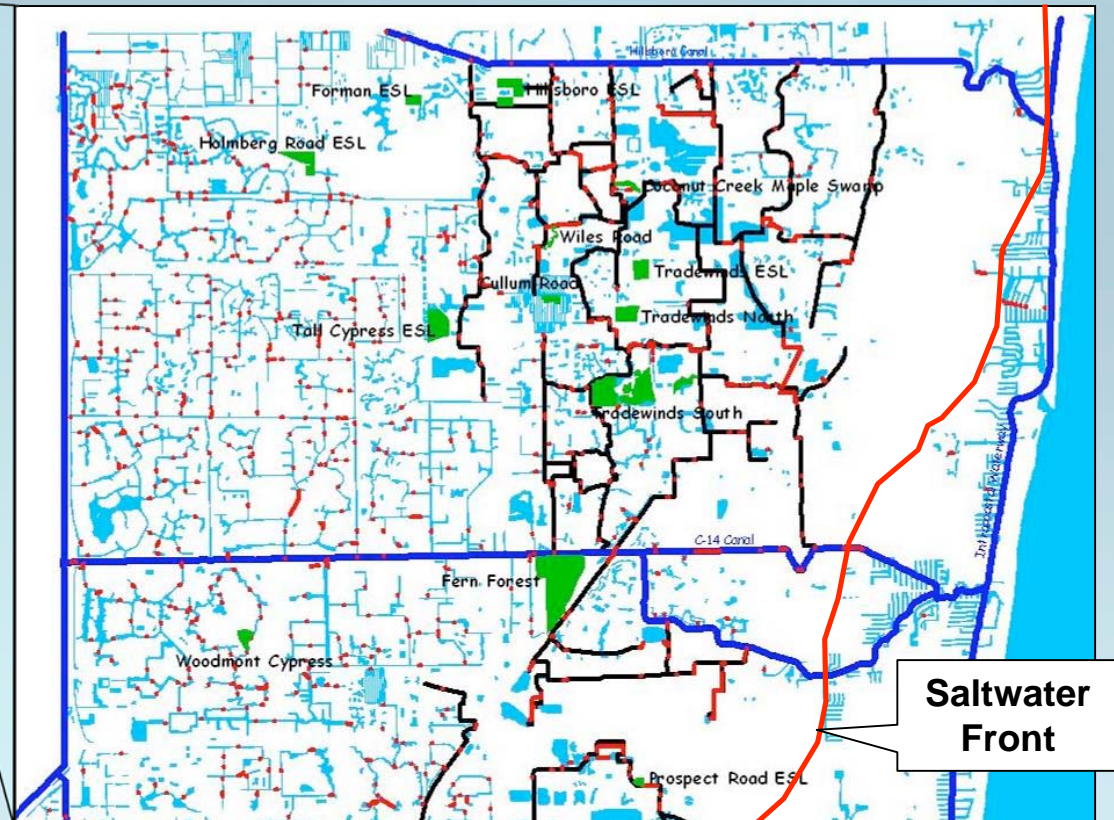 Hillsboro Canal
Forman ESL
Hillsboro ESL
Holmberg Road ESL
Coconut Creek Maple Swamp
Wiles Road
Tradewinds ESL
Cullum Road
Tradewinds North
Tall Cypress ESL
Tradewinds South
Intracoastal Waterway
C-14 Canal
Fern Forest
Woodmont Cypress
Saltwater
Front
Prospect Road ESL